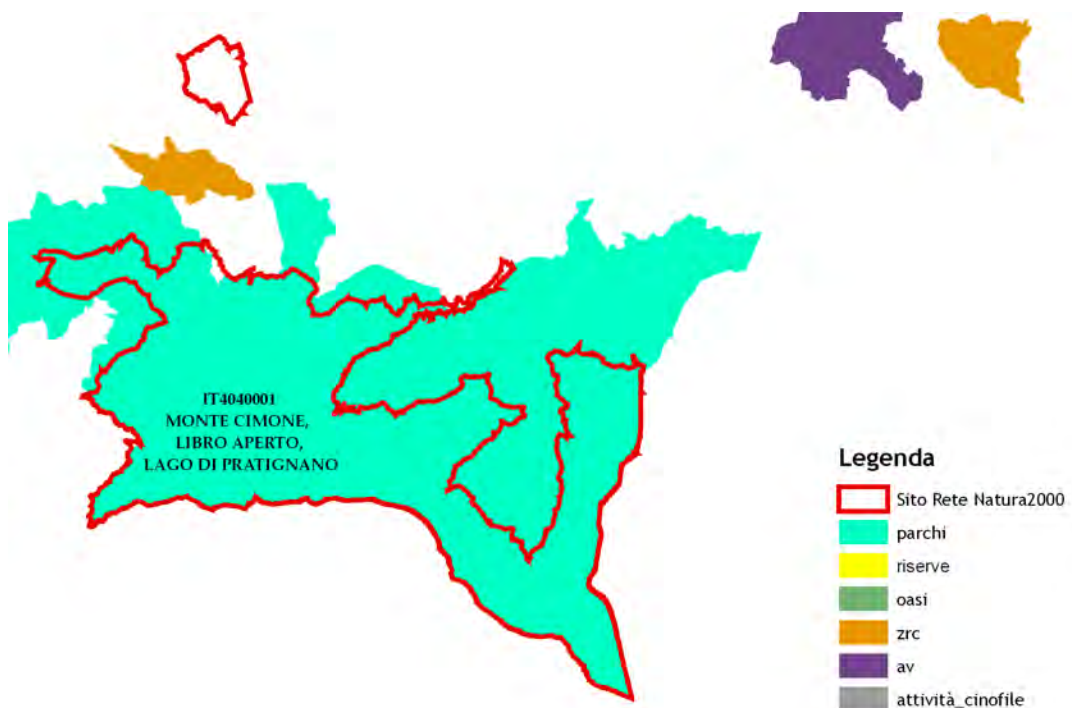 IT4040001
MONTE CIMONE,
LIBRO APERTO,
LAGO DI PRATIGNANO
Legenda
Sito Rete Natura2000
parchi
riserve
oasi
zrc
av
attività_cinofile